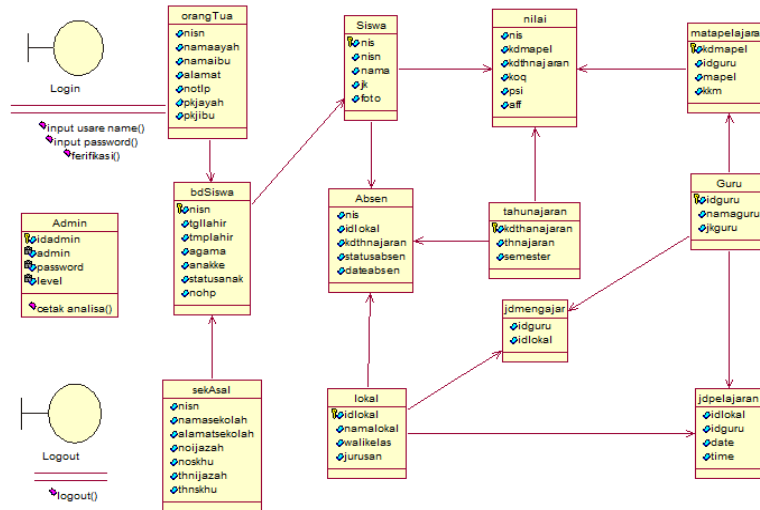 Login
input usare name()
input password()
ferifikasi()
orangTua
nisn
namaayah
namaibu
alamat
notlp
pkjayah
pkjibu
Siswa
nis
nisn
nama
jk
foto
nilai
nis
kdmapel
kdthnajaran
koq
psi
aff
matapelajara
kdmapel
idguru
mapel
kkm
Admin
idadmin
admin
password
level
cetak analisa()
bdSiswa
nisn
tgllahir
tmplahir
agama
anakke
statusanak
nohp
Absen
nis
idlokal
kdthnajaran
statusabsen
dateabsen
tahunajaran
kdthanajaran
thnajaran
semester
Guru
idguru
namaguru
jkguru
jdmengajar
idguru
idlokal
Logout
logout()
sekAsal
nisn
namasekolah
alamatsekolah
noijazah
noskhu
thnijazah
thnskhu
lokal
idlokal
namalokal
walikelas
jurusan
jdpelajaran
idlokal
idguru
date
time